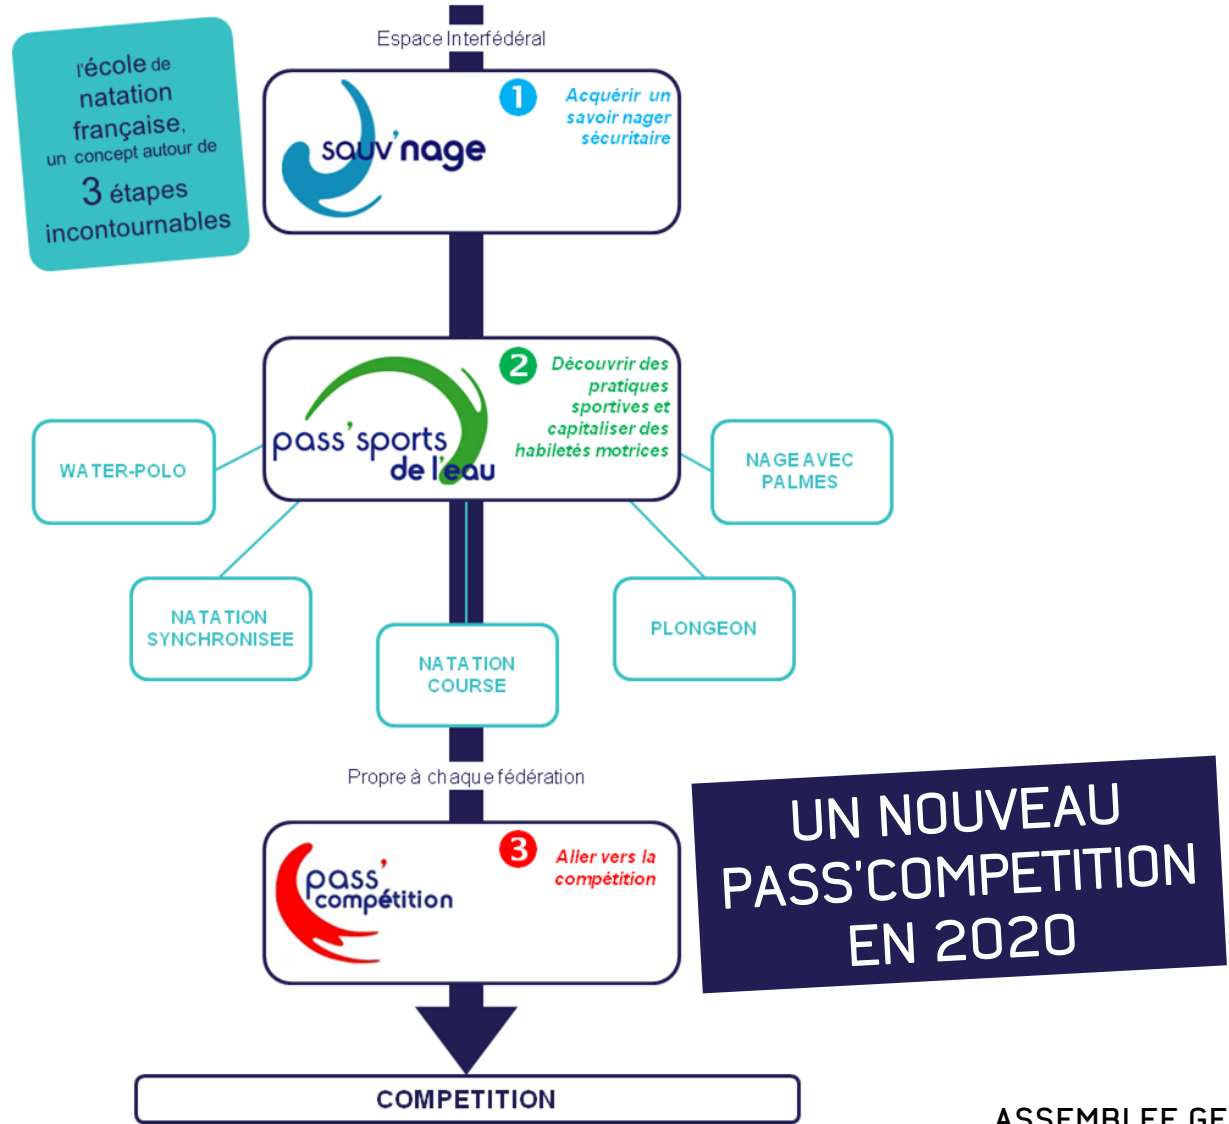 Espace Interfédéral
l'école de
natation
française,
un concept autour de
3 étapes
incontournables
sauv'nage
1
Acquérir un
savoir nager
sécuritaire
pass'sports
de l'eau
2
Découvrir des
pratiques
sportives et
capitaliser des
habiletés motrices
WATER-POLO
NAGE AVEC
PALMES
NATATION
SYNCHRONISEE
NATATION
COURSE
PLONGEON
Propre à chaque fédération
pass'
compétition
3
Aller vers la
compétition
UN NOUVEAU
PASS'COMPETITION
EN 2020
COMPETITION
ASSEMBLEE GE